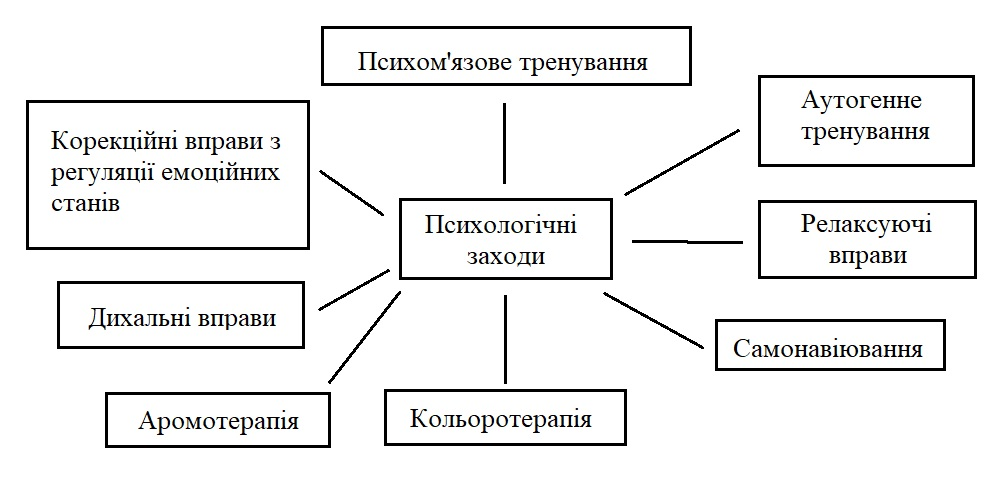 Психом'язове тренування
Аутогенне
тренування
Корекційні вправи з
регуляції емоційних
станів
Психологічні
заходи
Релаксуючі
вправи
Дихальні вправи
Самонавіювання
Аромотерапія
Кольоротерапія